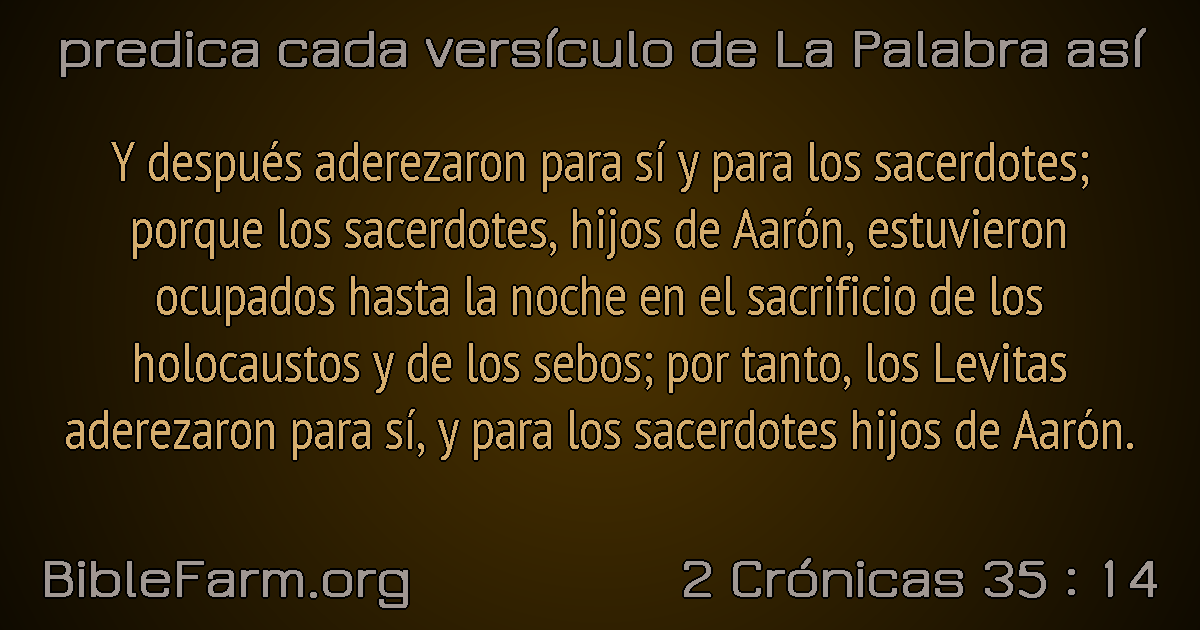 predica cada versículo de La Palabra así
Y después aderezaron para sí y para los sacerdotes;
porque los sacerdotes, hijos de Aarón, estuvieron
ocupados hasta la noche en el sacrificio de los
holocaustos y de los sebos; por tanto, los Levitas
aderezaron para sí, y para los sacerdotes hijos de Aarón.
BibleFarm.org
2 Crónicas 35 : 14